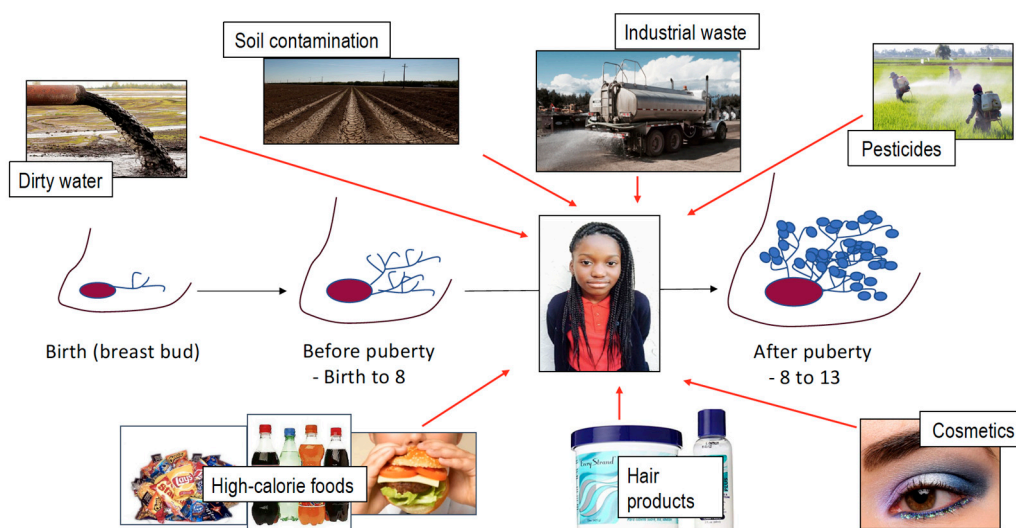 Soil contamination
Industrial waste
Dirty water
Pesticides
Birth (breast bud)
Before puberty
- Birth to 8
After puberty
- 8 to 13
High-calorie foods
Lay's
Hair
products
Cosmetics